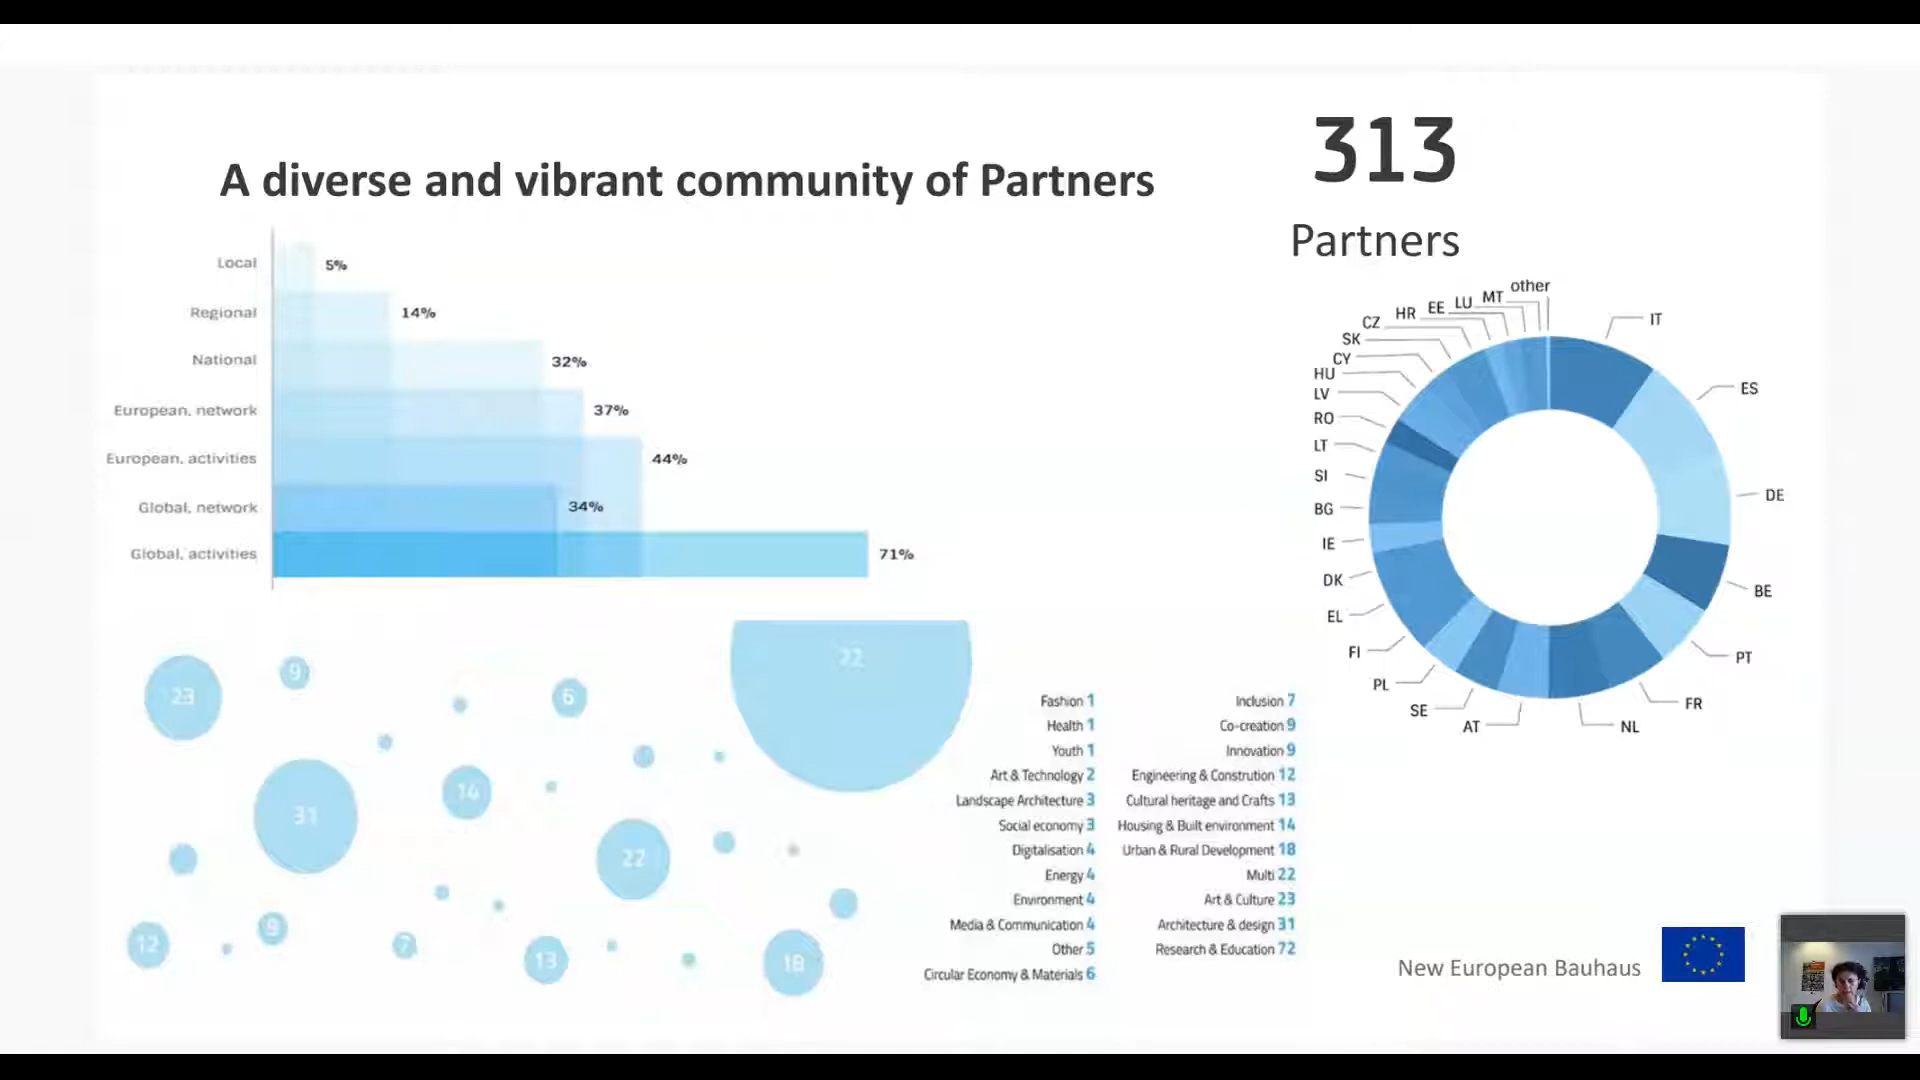 A diverse and vibrant community of Partners
313
Partners
Local 5%
Regional 14%
National 32%
European, network 37%
European, activities 44%
Global, network 34%
Global, activities 71%
other
MT
LU
EE
HR
CZ
SK
CY
HU
LV
RO
LT
SI
BG
IE
DK
EL
FI
PL
SE
AT
NL
FR
PT
BE
DE
ES
IT
22
23
9
6
31
14
22
12
9
7
13
18
Fashion 1
Health 1
Youth 1
Art & Technology 2
Landscape Architecture 3
Social economy 3
Digitalisation 4
Energy 4
Environment 4
Media & Communication 4
Other 5
Circular Economy & Materials 6
Inclusion 7
Co-creation 9
Innovation 9
Engineering & Constrution 12
Cultural heritage and Crafts 13
Housing & Built environment 14
Urban & Rural Development 18
Multi 22
Art & Culture 23
Architecture & design 31
Research & Education 72
New European Bauhaus